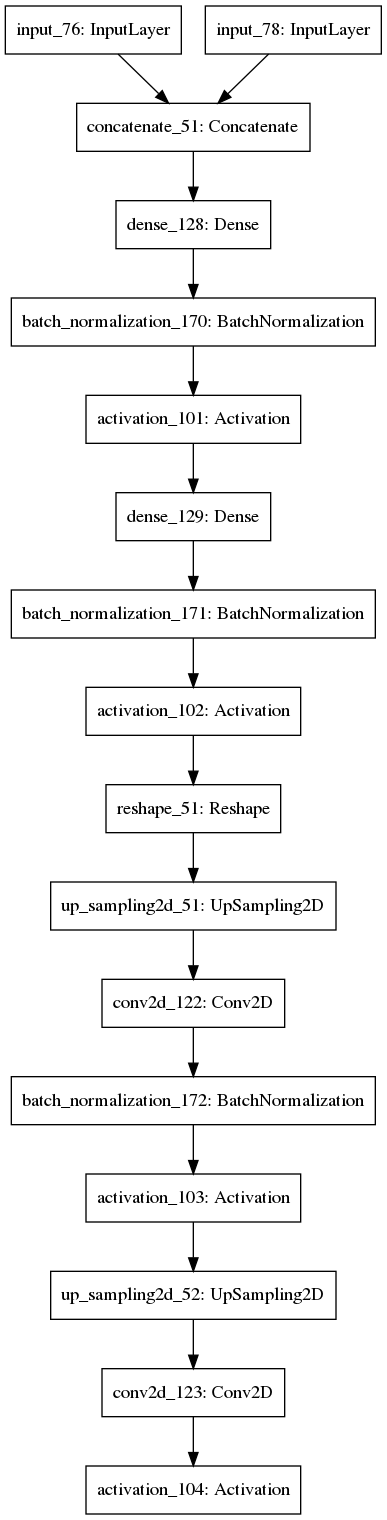 input_76: InputLayer
input_78: InputLayer
concatenate_51: Concatenate
dense_128: Dense
batch_normalization_170: BatchNormalization
activation_101: Activation
dense_129: Dense
batch_normalization_171: BatchNormalization
activation_102: Activation
reshape_51: Reshape
up_sampling2d_51: UpSampling2D
conv2d_122: Conv2D
batch_normalization_172: BatchNormalization
activation_103: Activation
up_sampling2d_52: UpSampling2D
conv2d_123: Conv2D
activation_104: Activation